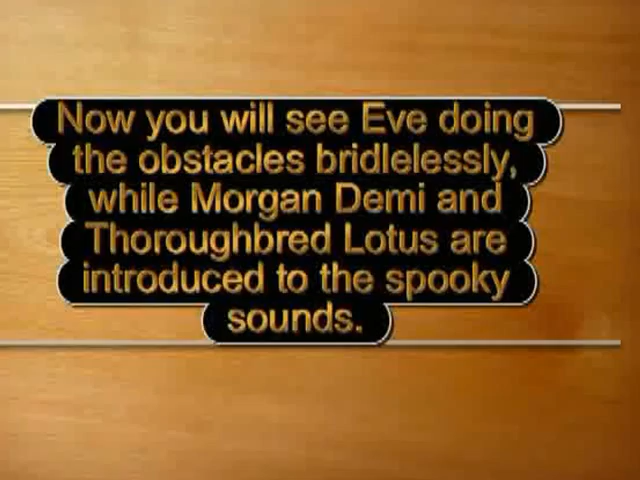 Now you will see Eve doing
the obstacles bridlelessly,
while Morgan Demi and
Thoroughbred Lotus are
introduced to the spooky
sounds.